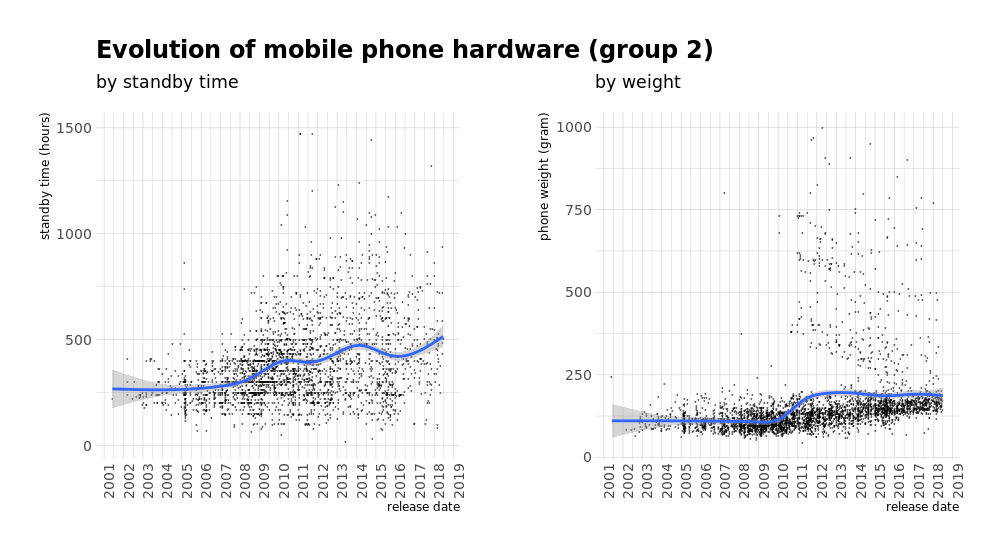 Evolution of mobile phone hardware (group 2)
by standby time
standby time (hours)
1500
1000
500
0
2001 2002 2003 2004 2005 2006 2007 2008 2009 2010 2011 2012 2013 2014 2015 2016 2017 2018 2019
release date
by weight
phone weight (gram)
1000
750
500
250
0
2001 2002 2003 2004 2005 2006 2007 2008 2009 2010 2011 2012 2013 2014 2015 2016 2017 2018 2019
release date